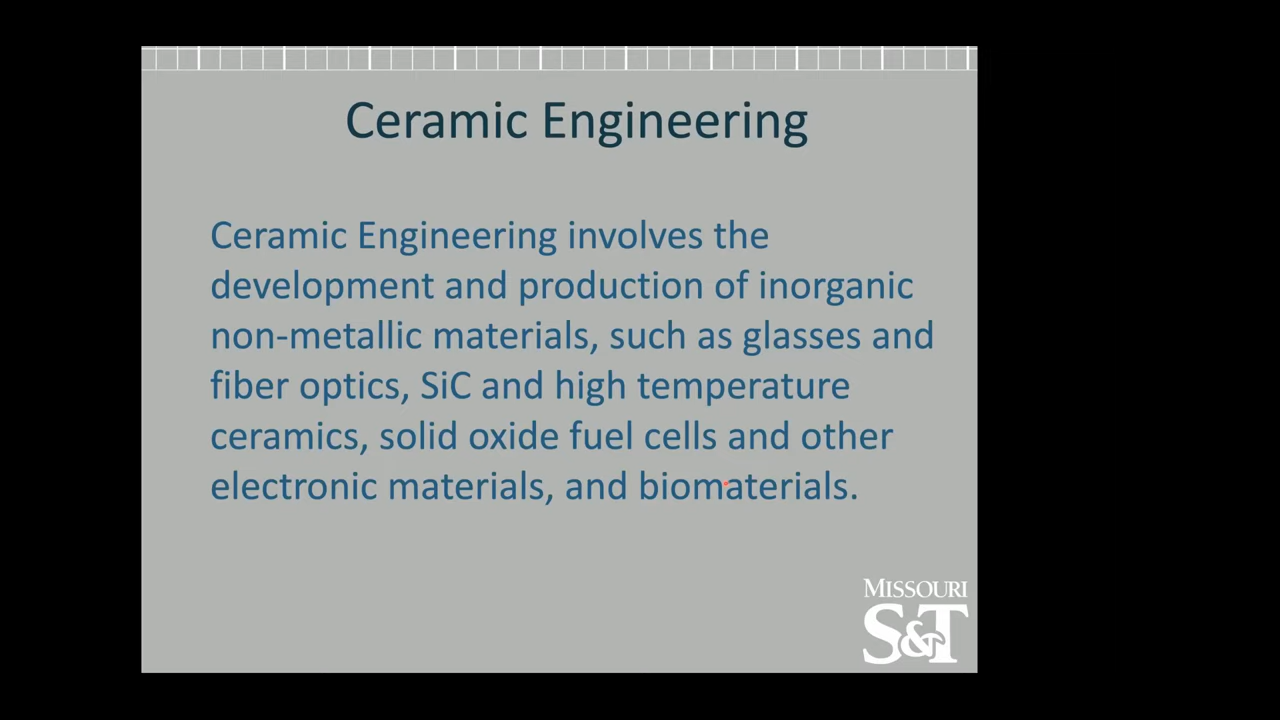 Ceramic Engineering
Ceramic Engineering involves the
development and production of inorganic
non-metallic materials, such as glasses and
fiber optics, SiC and high temperature
ceramics, solid oxide fuel cells and other
electronic materials, and biomaterials.
MISSOURI
S&T